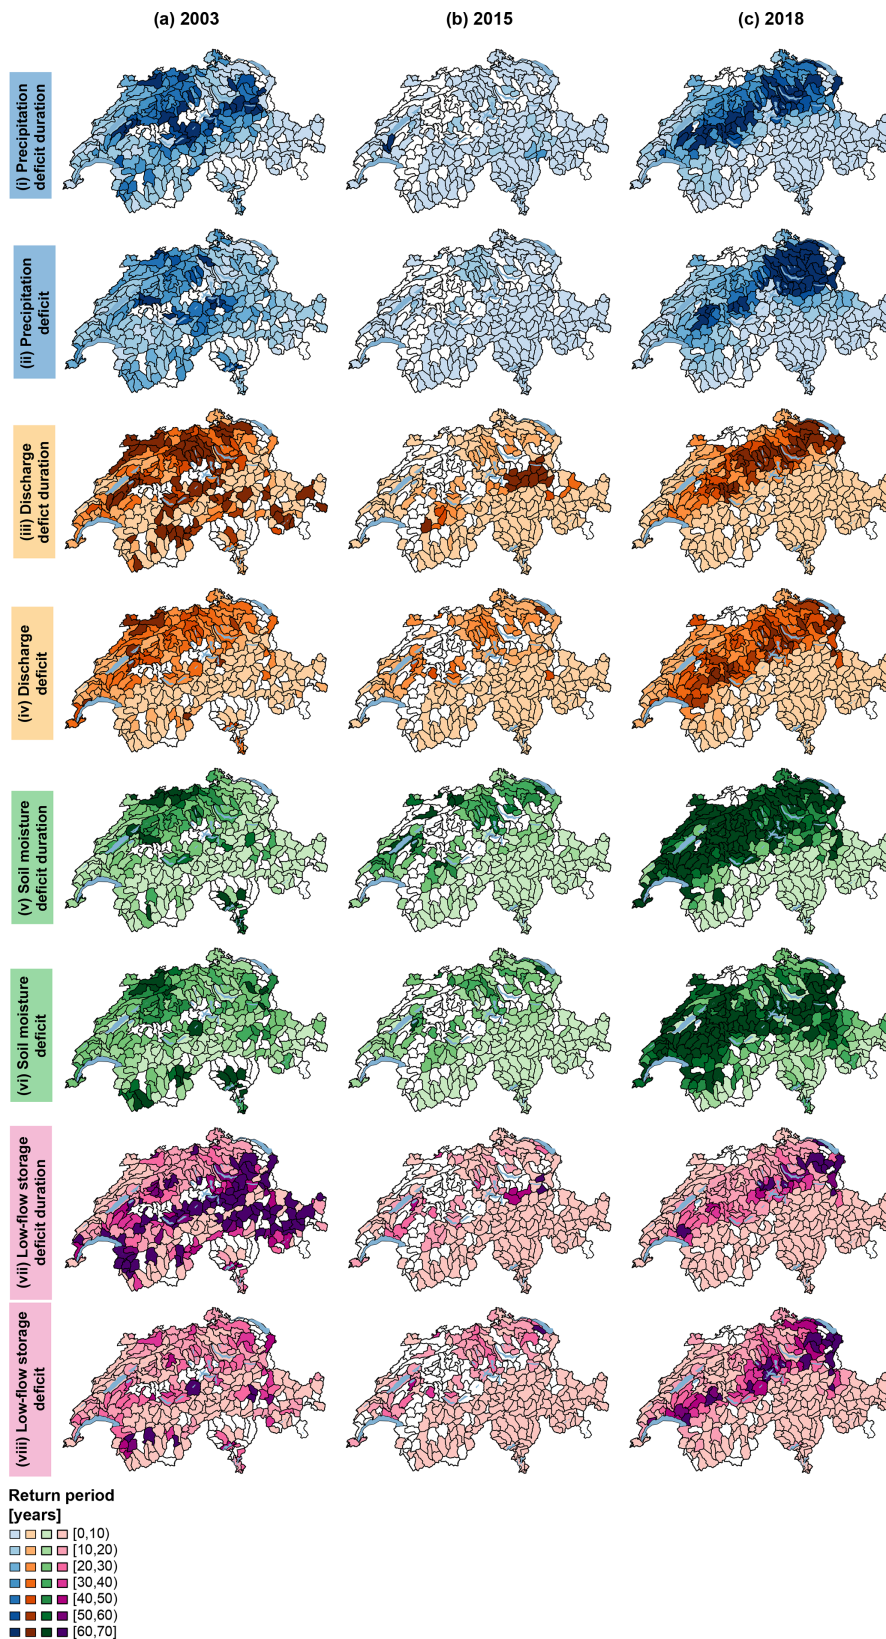 (a) 2003
(b) 2015
(c) 2018
(i) Precipitation
deficit duration
(ii) Precipitation
deficit
(iii) Discharge
defict duration
(iv) Discharge
deficit
(v) Soil moisture
deficit duration
(vi) Soil moisture
deficit
(vii) Low-flow storage
deficit duration
(viii) Low-flow storage
deficit
Return period
[years]
[0,10)
[10,20)
[20,30)
[30,40)
[40,50)
[50,60)
[60,70]